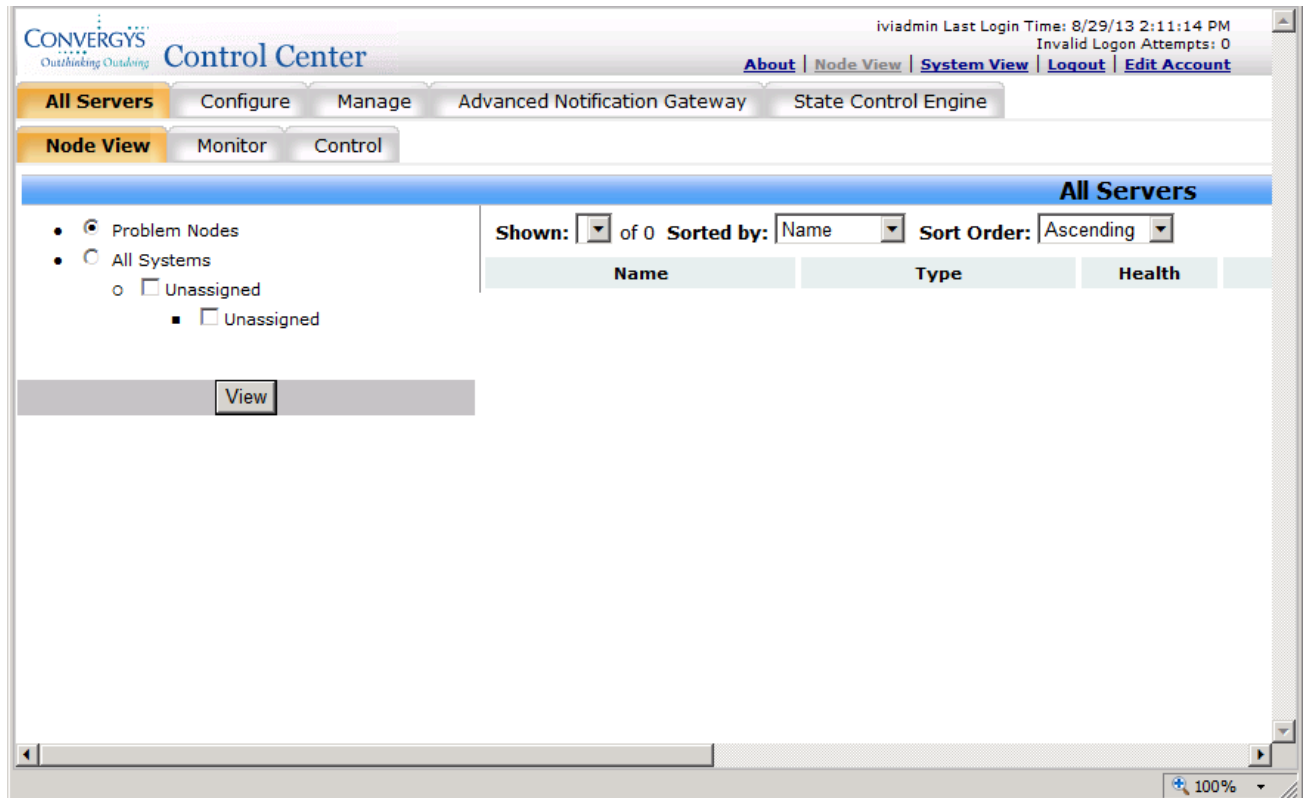 CONVERGYS
Outthinking Outdoing
Control Center
iviadmin Last Login Time: 8/29/13 2:11:14 PM
Invalid Logon Attempts: 0
About | Node View | System View | Logout | Edit Account
All Servers Configure Manage Advanced Notification Gateway State Control Engine
Node View Monitor Control
All Servers
Problem Nodes
All Systems
Unassigned
Unassigned
View
Shown: of 0 Sorted by: Name Sort Order: Ascending
Name Type Health
100%